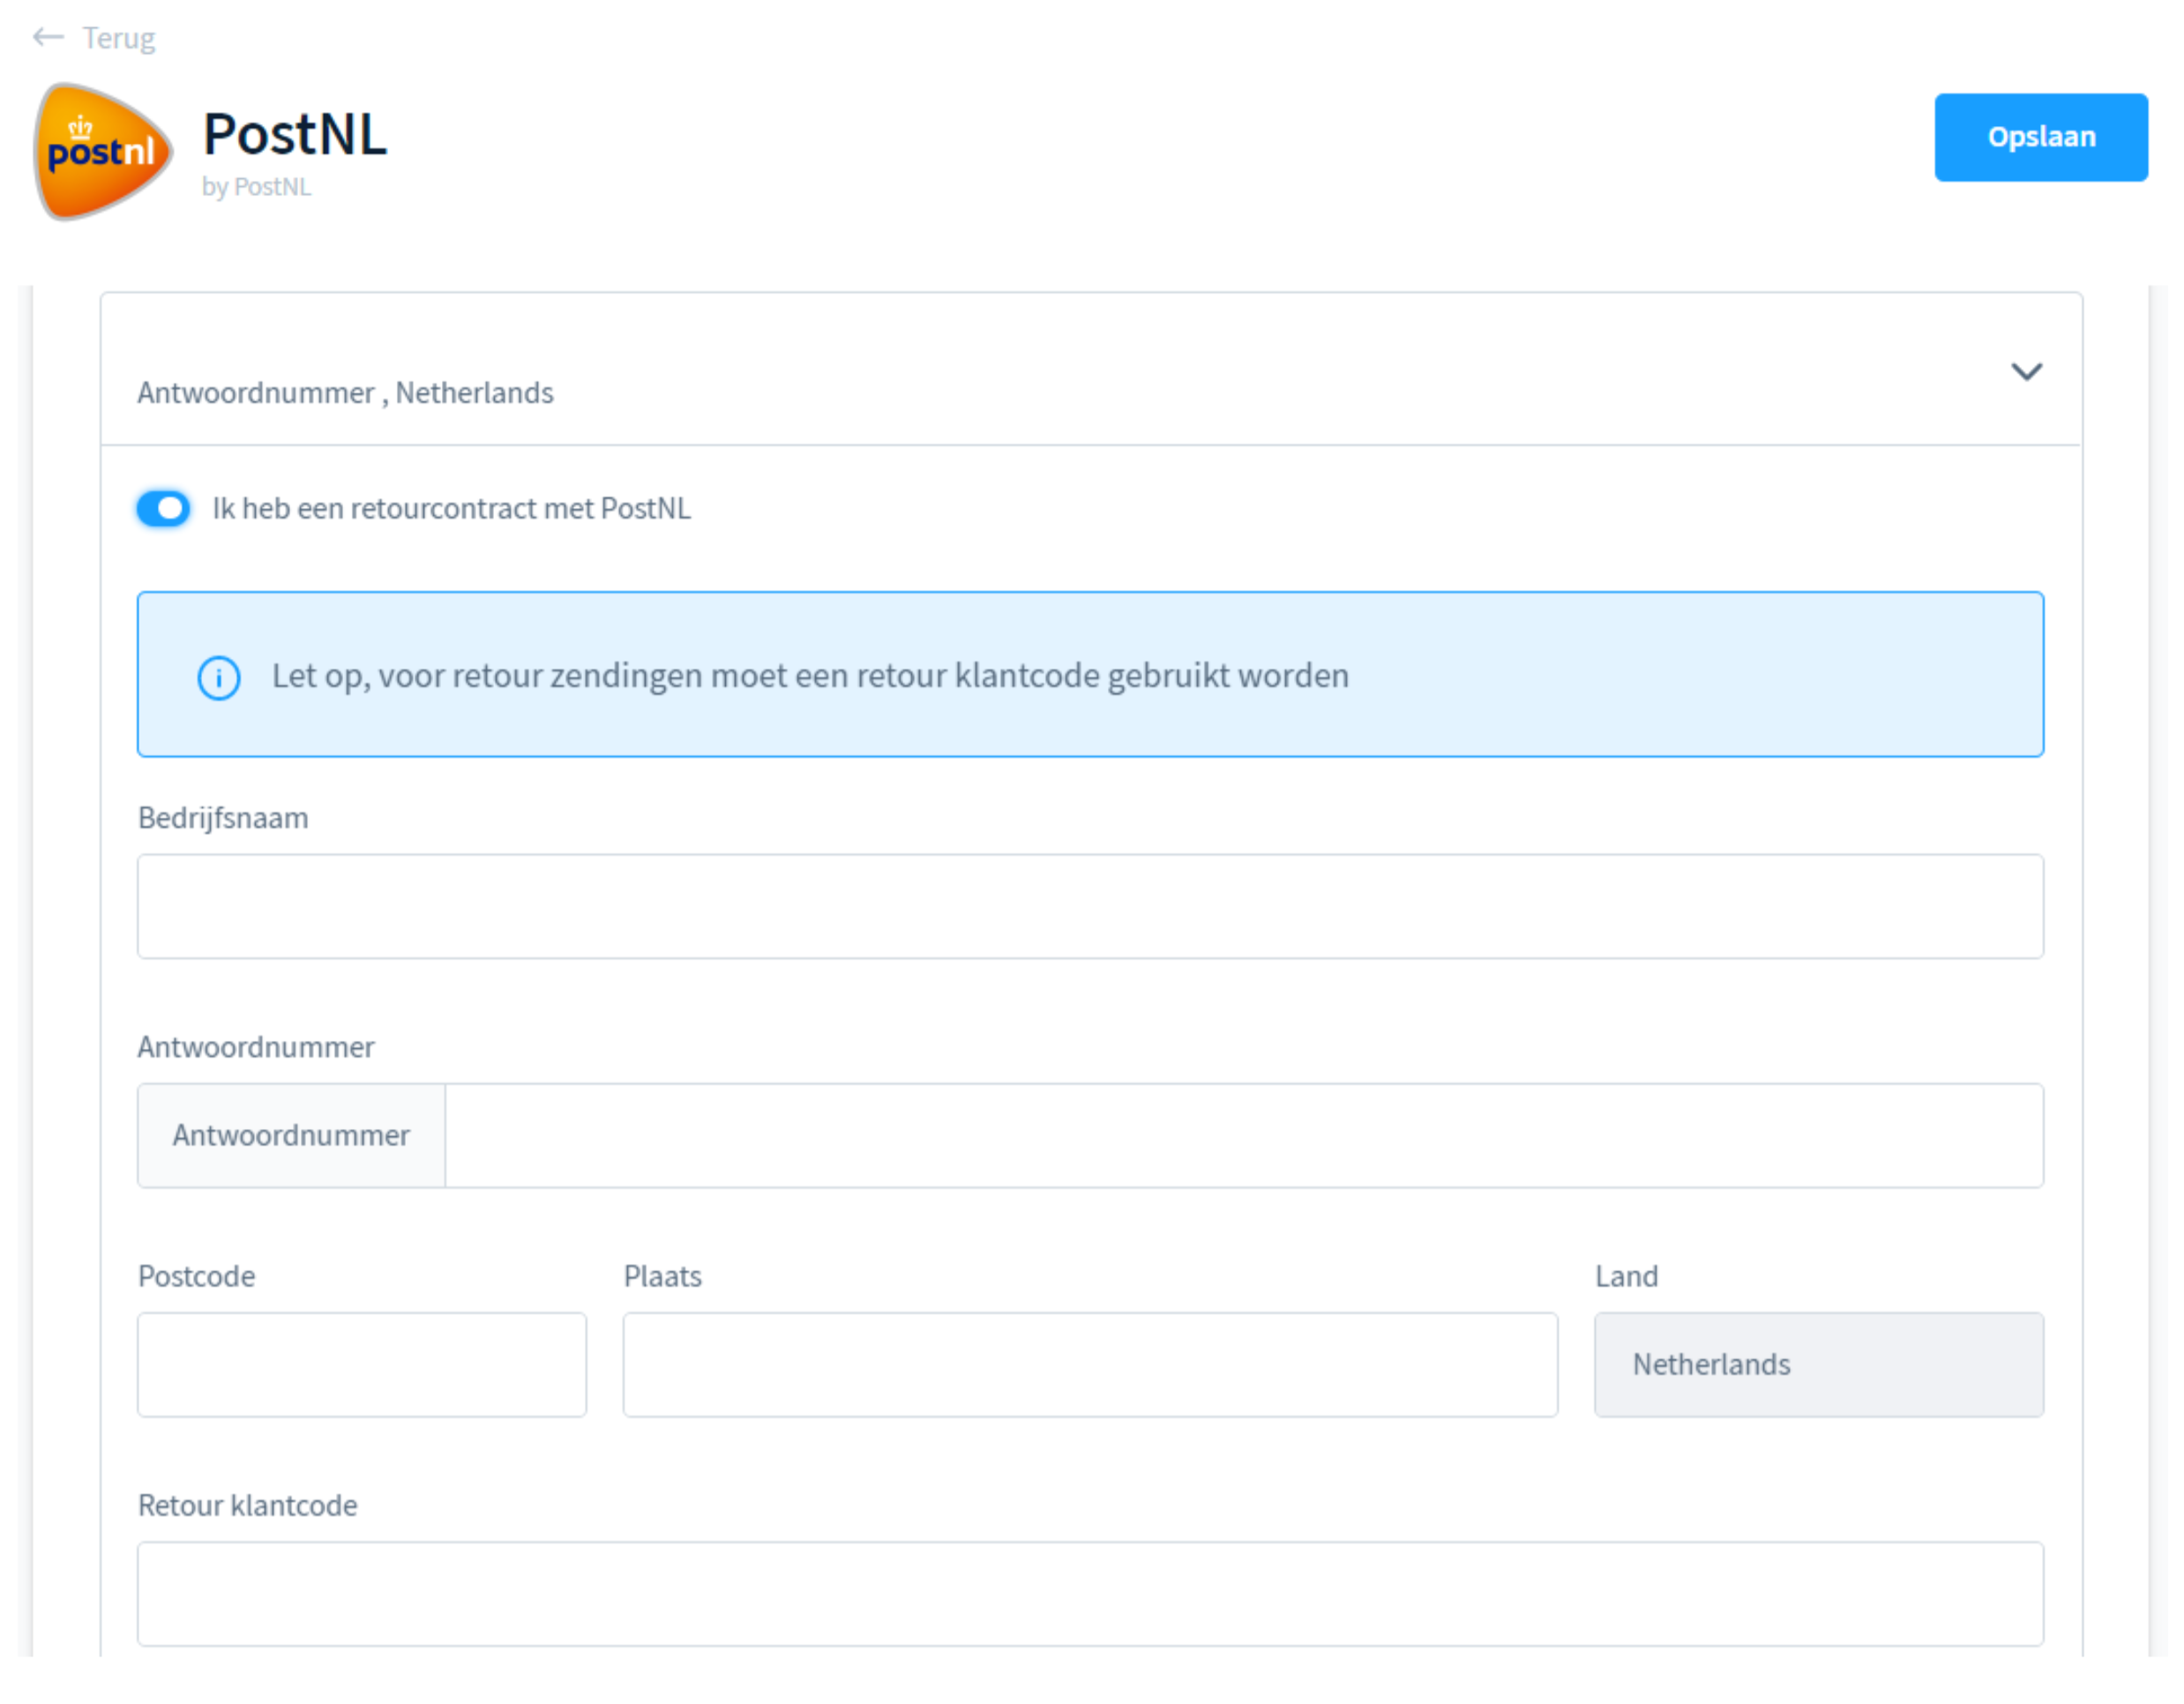 Terug
postnl
PostNL
by PostNL
Opslaan
Antwoordnummer , Netherlands
Ik heb een retourcontract met PostNL
Let op, voor retour zendingen moet een retour klantcode gebruikt worden
Bedrijfsnaam
Antwoordnummer
Antwoordnummer
Postcode
Plaats
Land
Netherlands
Retour klantcode